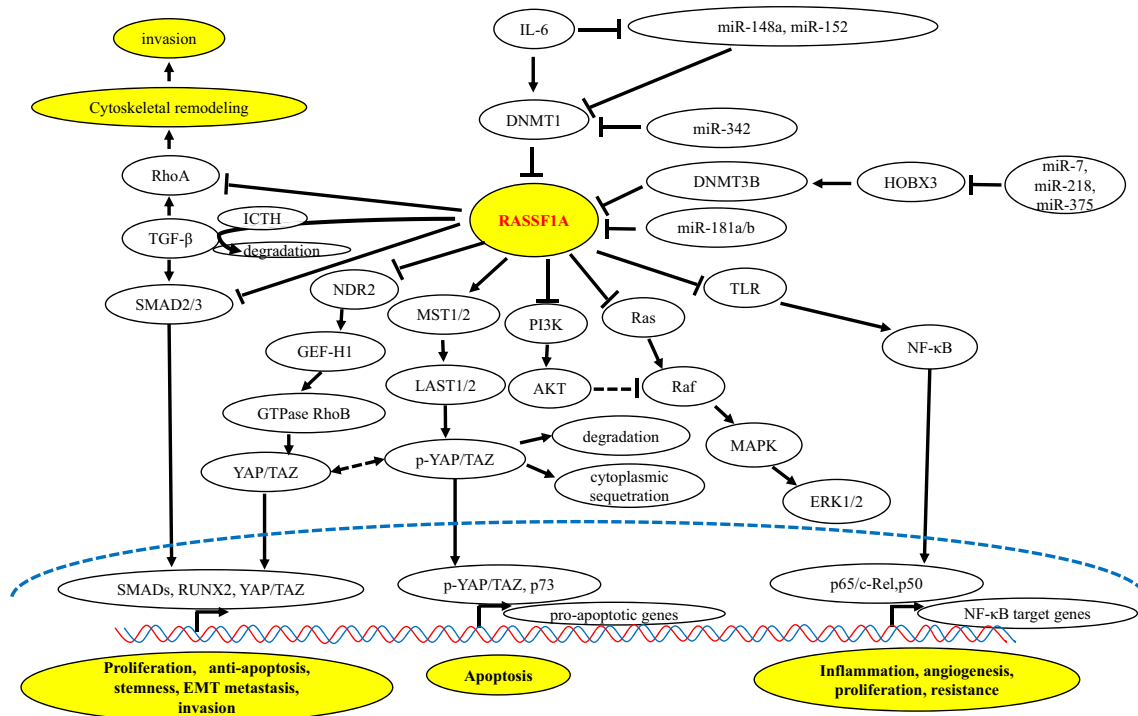 IL-6
miR-148a, miR-152
invasion
Cytoskeletal remodeling
DNMT1
miR-342
RhoA
DNMT3B
HOBX3
miR-7,
miR-218,
miR-375
ICTH
RASSF1A
miR-181a/b
TGF-β
degradation
SMAD2/3
NDR2
MST1/2
PI3K
Ras
TLR
GEF-H1
NF-κB
LAST1/2
AKT
Raf
GTPase RhoB
degradation
MAPK
YAP/TAZ
p-YAP/TAZ
cytoplasmic
sequetration
ERK1/2
SMADs, RUNX2, YAP/TAZ
p-YAP/TAZ, p73
p65/c-Rel,p50
pro-apoptotic genes
NF-κB target genes
Proliferation, anti-apoptosis,
stemness, EMT metastasis,
invasion
Apoptosis
Inflammation, angiogenesis,
proliferation, resistance